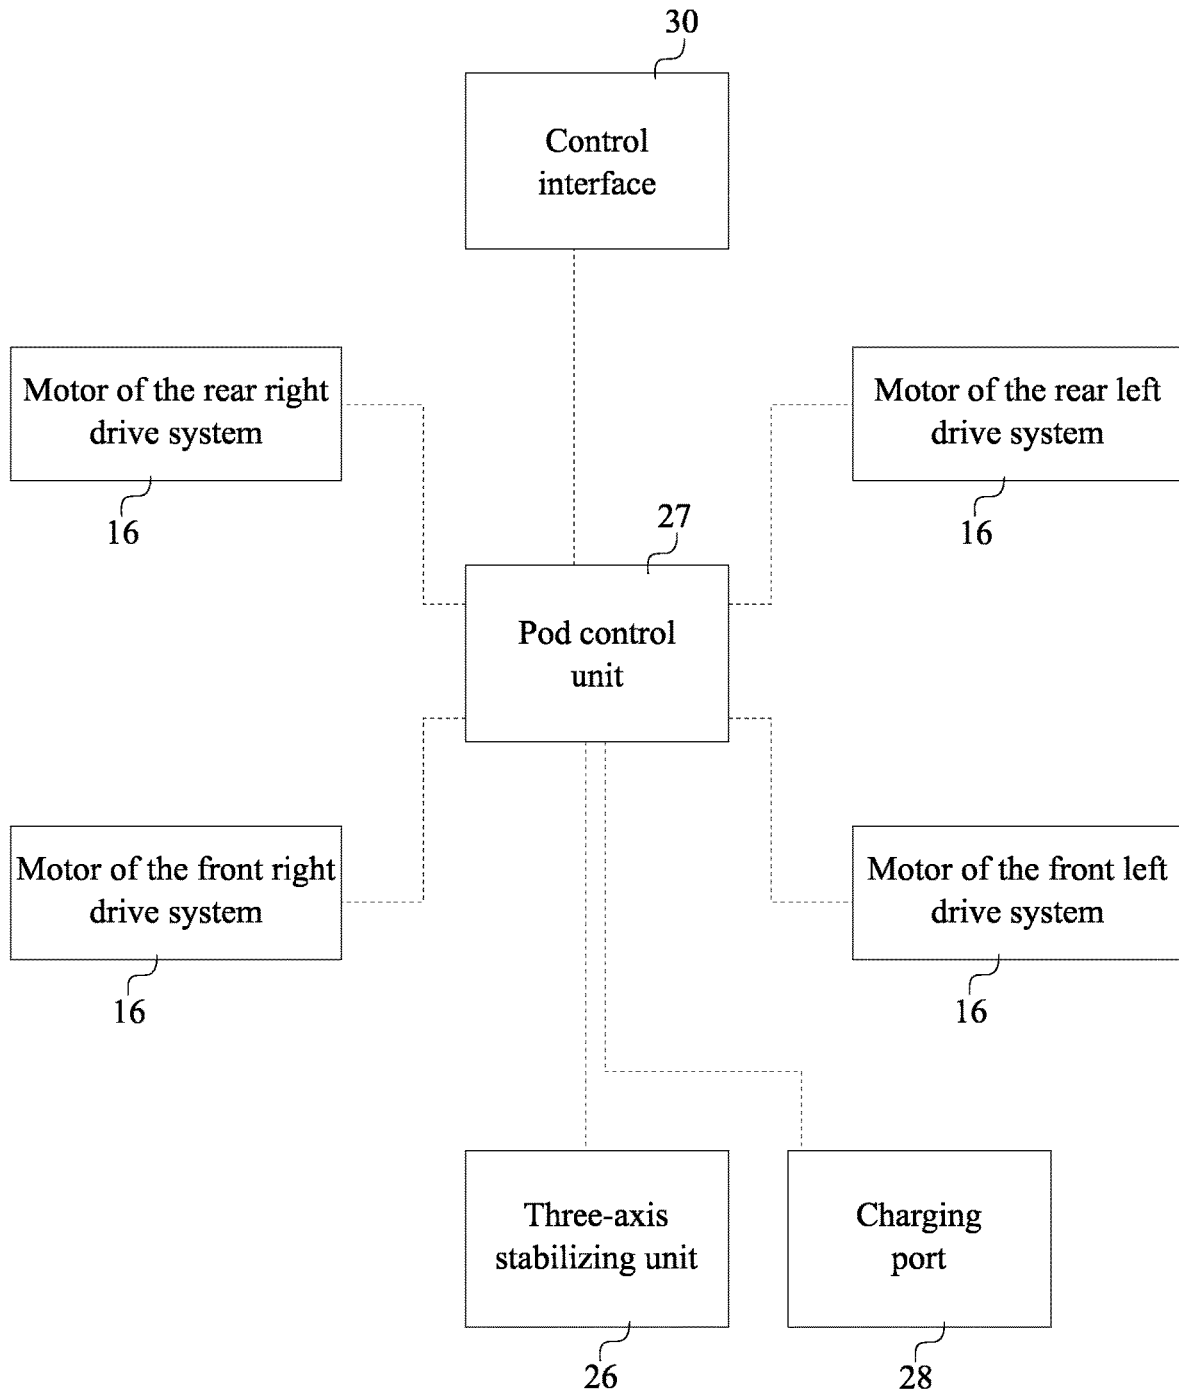 30
Control
interface
Motor of the rear right
drive system
16
Motor of the rear left
drive system
16
27
Pod control
unit
Motor of the front right
drive system
16
Motor of the front left
drive system
16
Three-axis
stabilizing unit
26
Charging
port
28